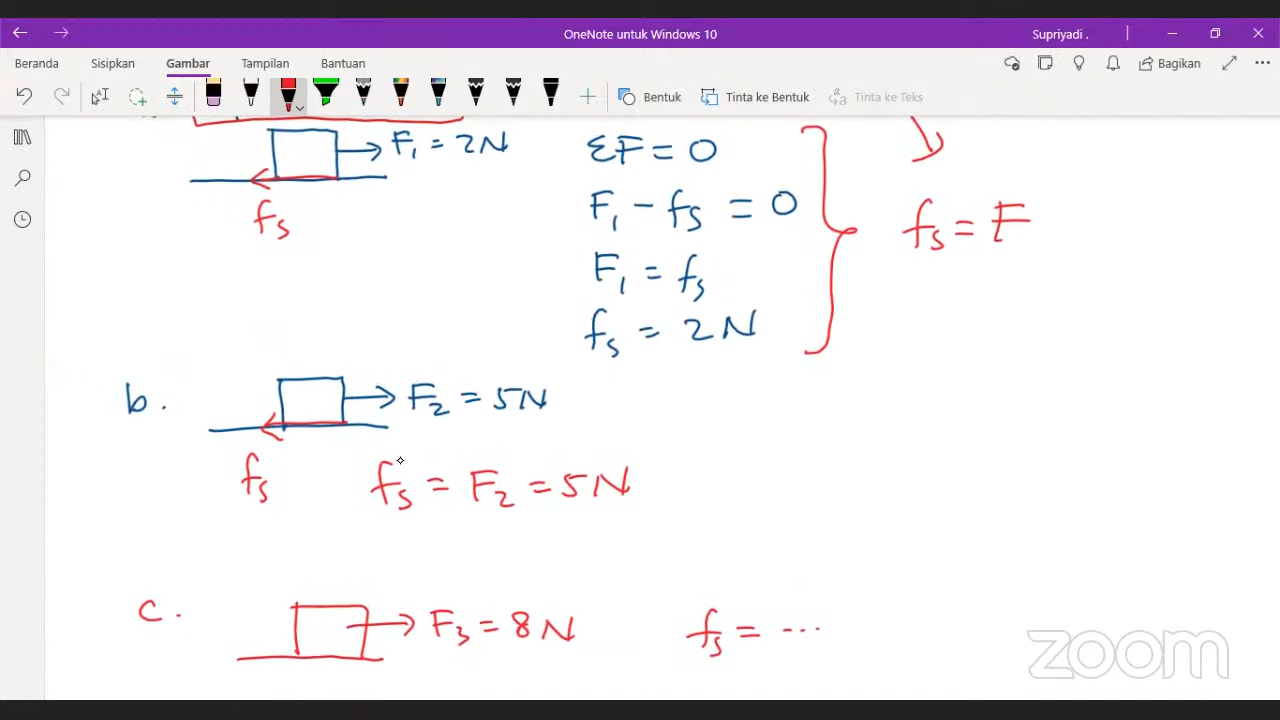 OneNote untuk Windows 10
Supriyadi .
Beranda Sisipkan Gambar Tampilan Bantuan
Bagikan
Bentuk Tinta ke Bentuk Tinta ke Teks
F₁ = 2N
fs
ΣF = 0
F₁ - fs = 0
F₁ = fs
fs = 2N
fs = F
b. F₂ = 5N
fs
fs = F₂ = 5N
c. F₃ = 8N fs = ...
zoom